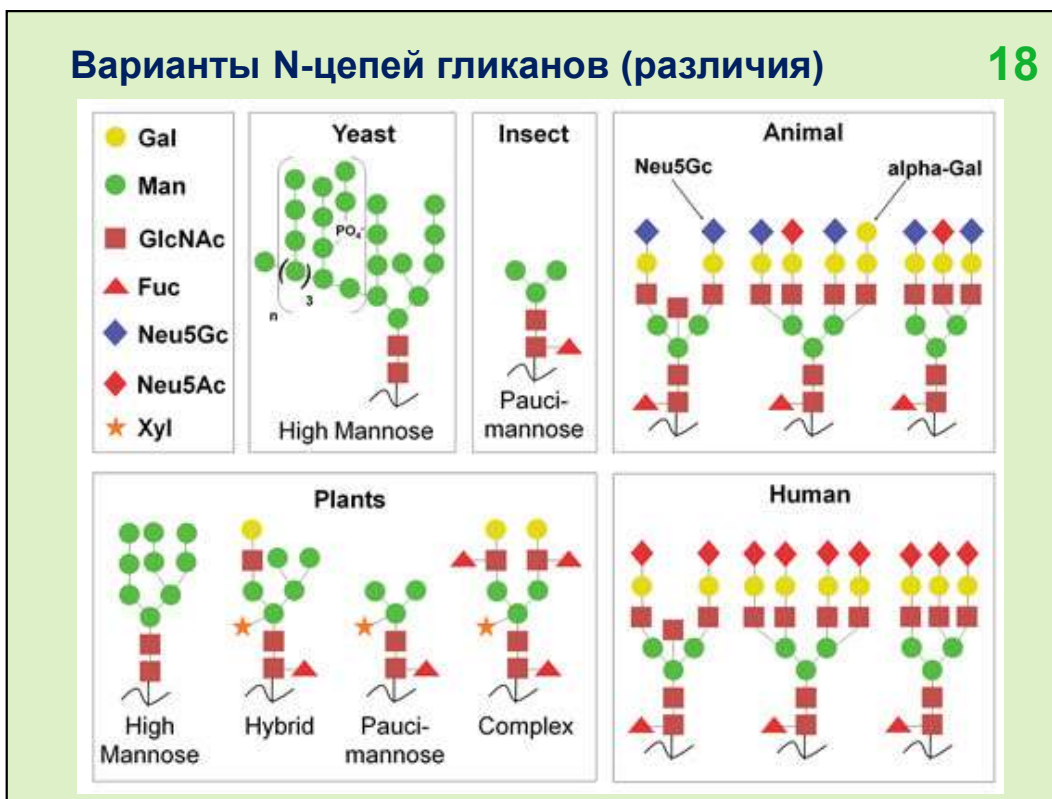 Варианты N-цепей гликанов (различия)
18
Gal
Man
GlcNAc
Fuc
Neu5Gc
Neu5Ac
Xyl
Yeast
PO₄
n
( )
3
High Mannose
Insect
Pauci-
mannose
Animal
Neu5Gc
alpha-Gal
Plants
High
Mannose
Hybrid
Pauci-
mannose
Complex
Human